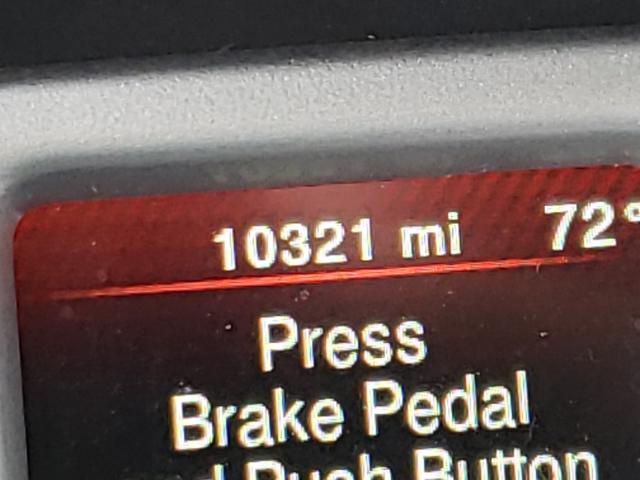 10321 mi 72°
Press
Brake Pedal
Push Button